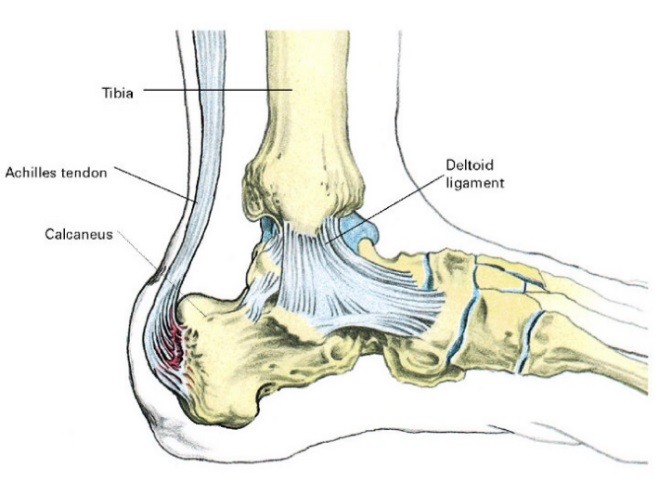 Tibia
Achilles tendon
Deltoid
ligament
Calcaneus